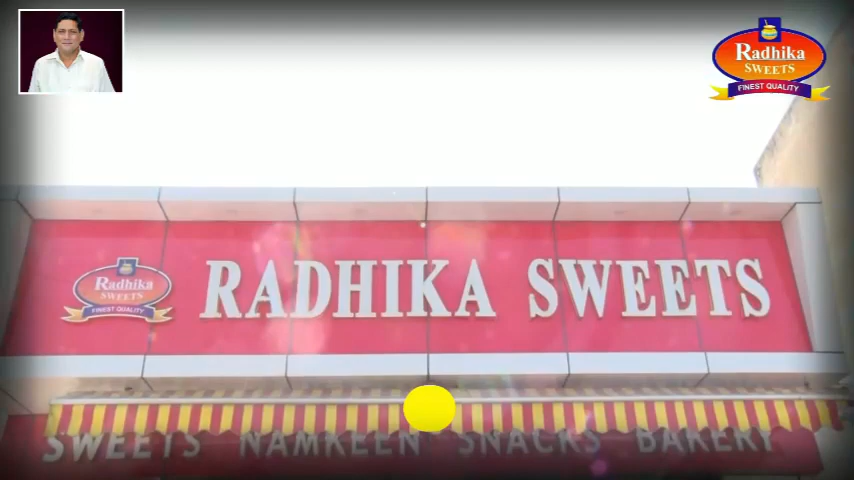 Radhika
SWEETS
FINEST QUALITY
Radhika
SWEETS
FINEST QUALITY
RADHIKA SWEETS
SWEETS NAMKEEN SNACKS BAKERY